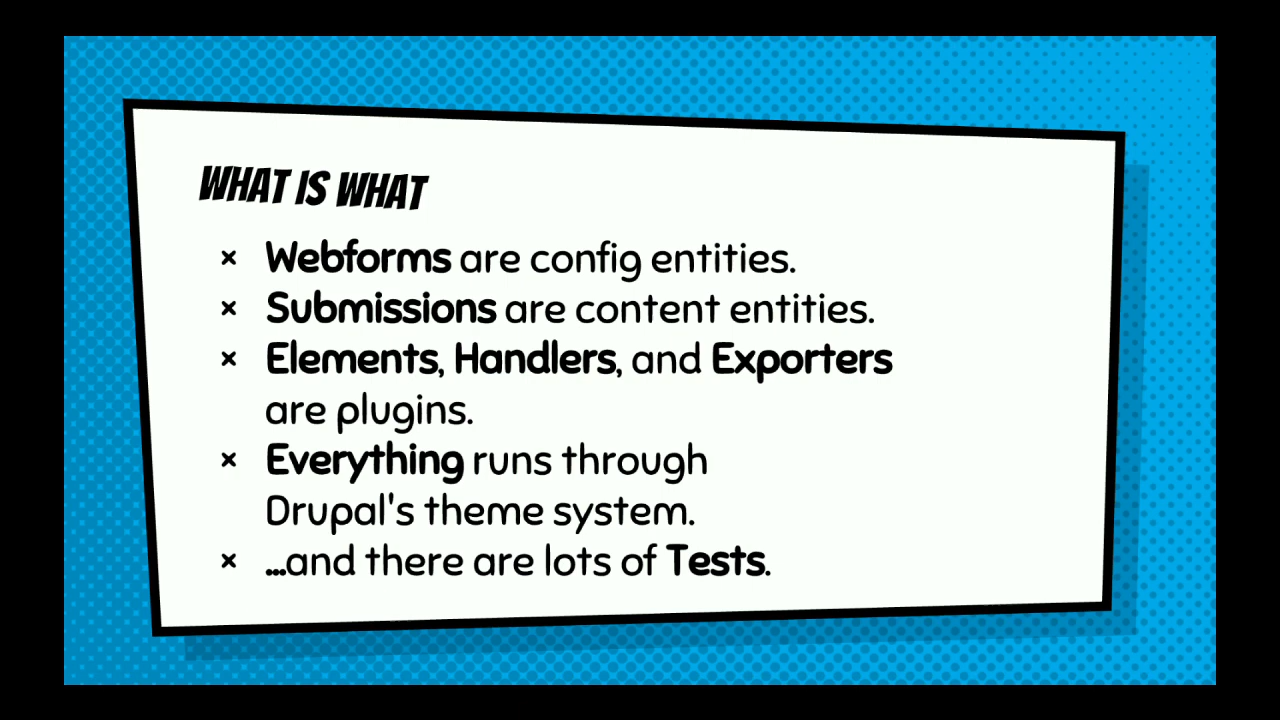 WHAT IS WHAT
× Webforms are config entities.
× Submissions are content entities.
× Elements, Handlers, and Exporters
are plugins.
× Everything runs through
Drupal's theme system.
× ...and there are lots of Tests.